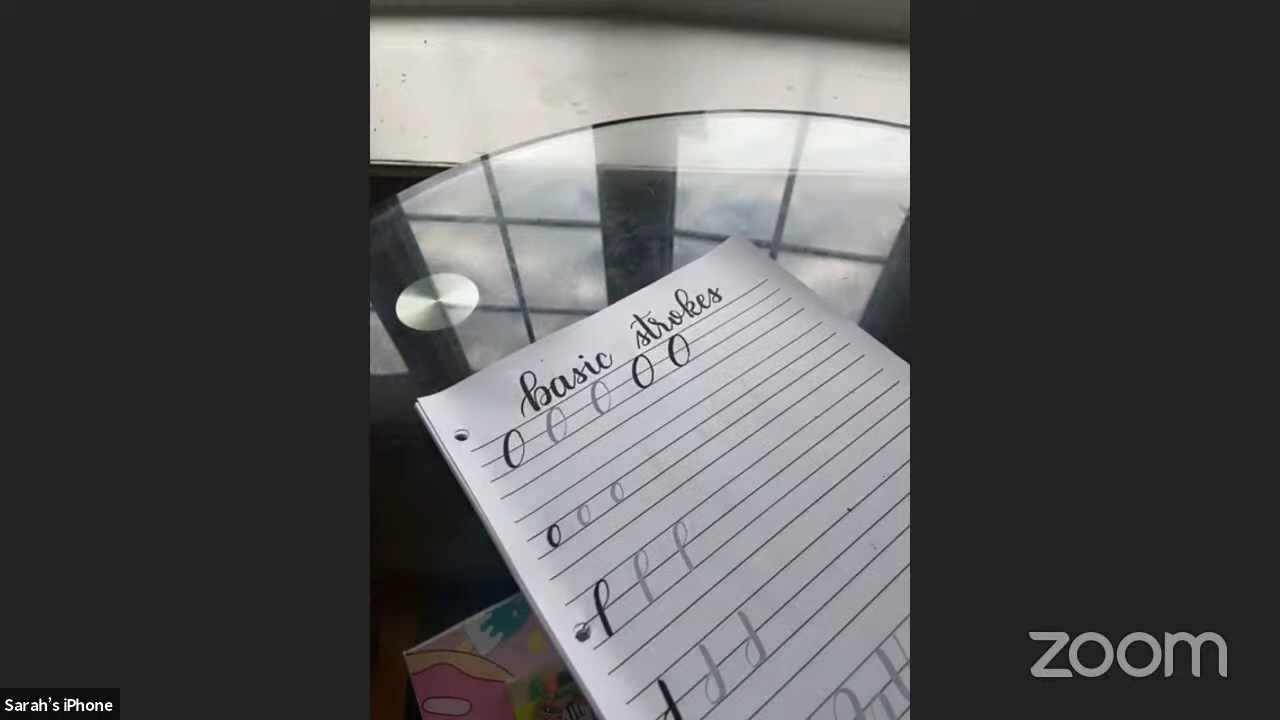 basic strokes
O O O O O
o o o
zoom
Sarah's iPhone